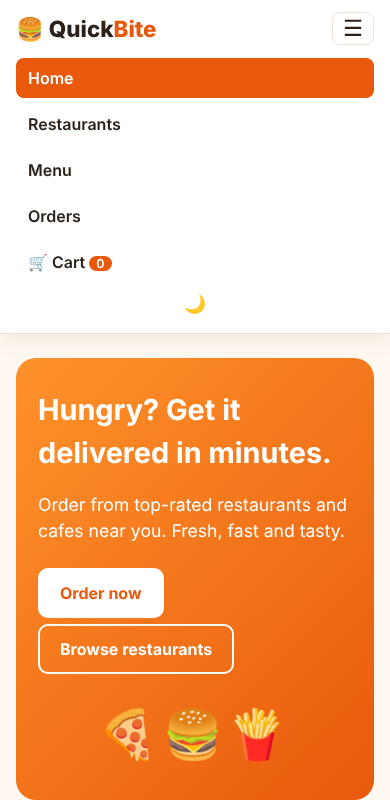 🍔 QuickBite
☰
Home
Restaurants
Menu
Orders
🛒 Cart 0
🌙
Hungry? Get it
delivered in minutes.
Order from top-rated restaurants and
cafes near you. Fresh, fast and tasty.
Order now
Browse restaurants
🍕🍔🍟